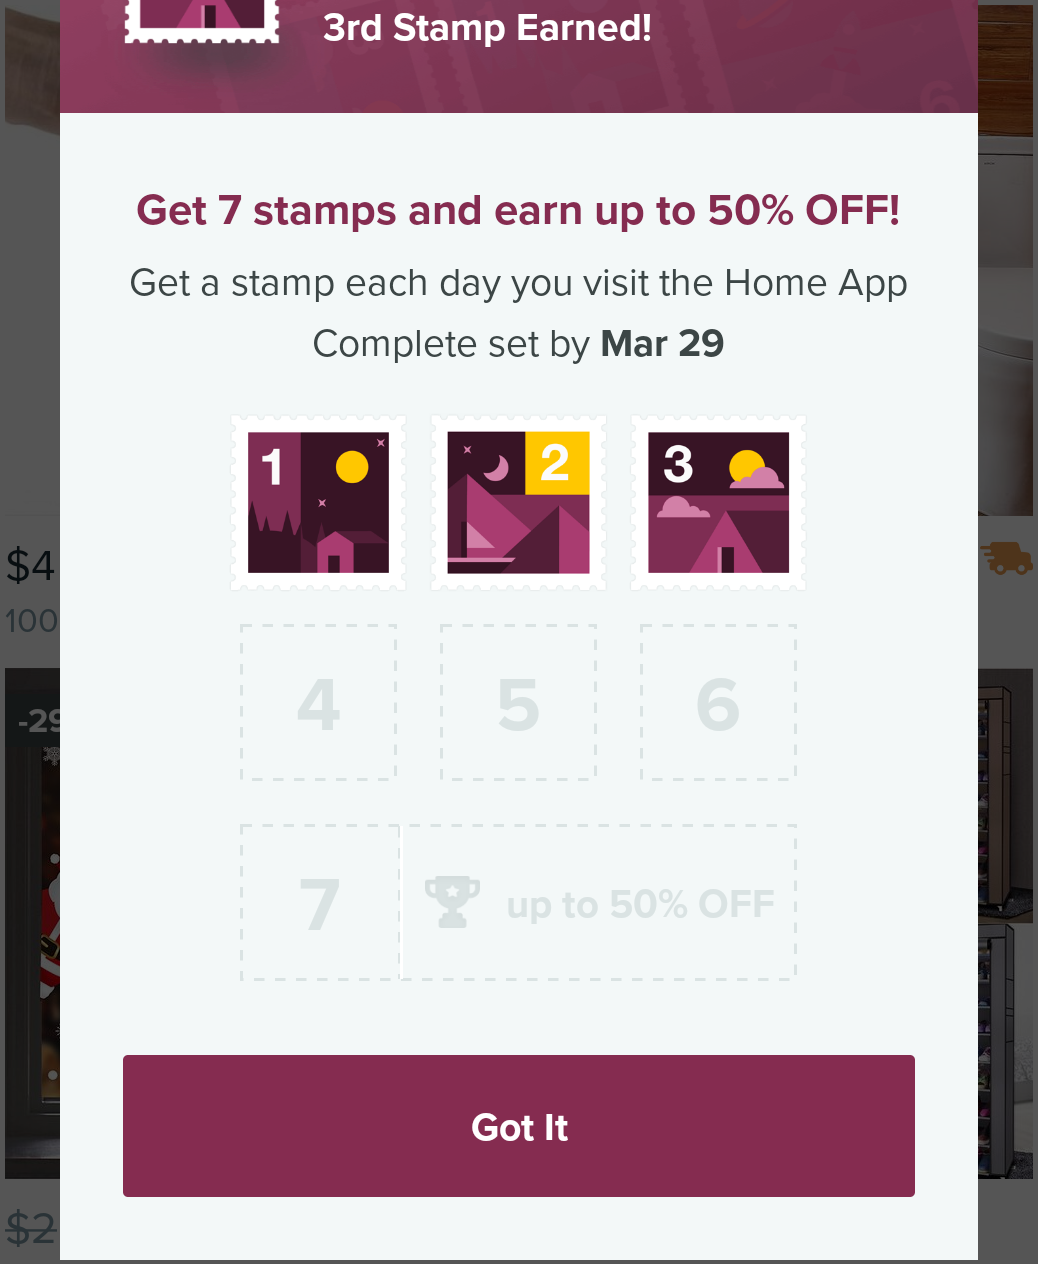 3rd Stamp Earned!
Get 7 stamps and earn up to 50% OFF!
Get a stamp each day you visit the Home App
Complete set by Mar 29
1
2
3
4
5
6
7
up to 50% OFF
Got It
$4
100
-29
$2
6